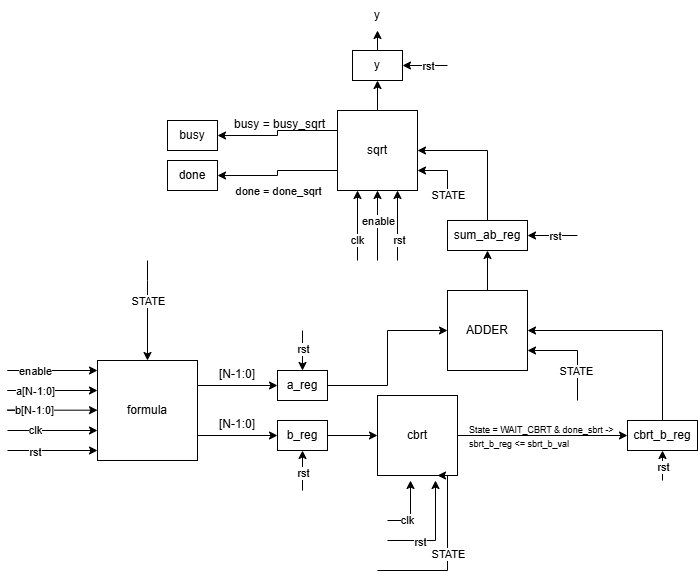 y
y
rst
busy = busy_sqrt
busy
sqrt
done
STATE
done = done_sqrt
enable
clk
rst
sum_ab_reg
rst
STATE
ADDER
rst
enable
[N-1:0]
STATE
a_reg
a[N-1:0]
b[N-1:0]
formula
clk
[N-1:0]
rst
b_reg
cbrt
State = WAIT_CBRT & done_sbrt ->
sbrt_b_reg <= sbrt_b_val
cbrt_b_reg
rst
rst
clk
rst
STATE